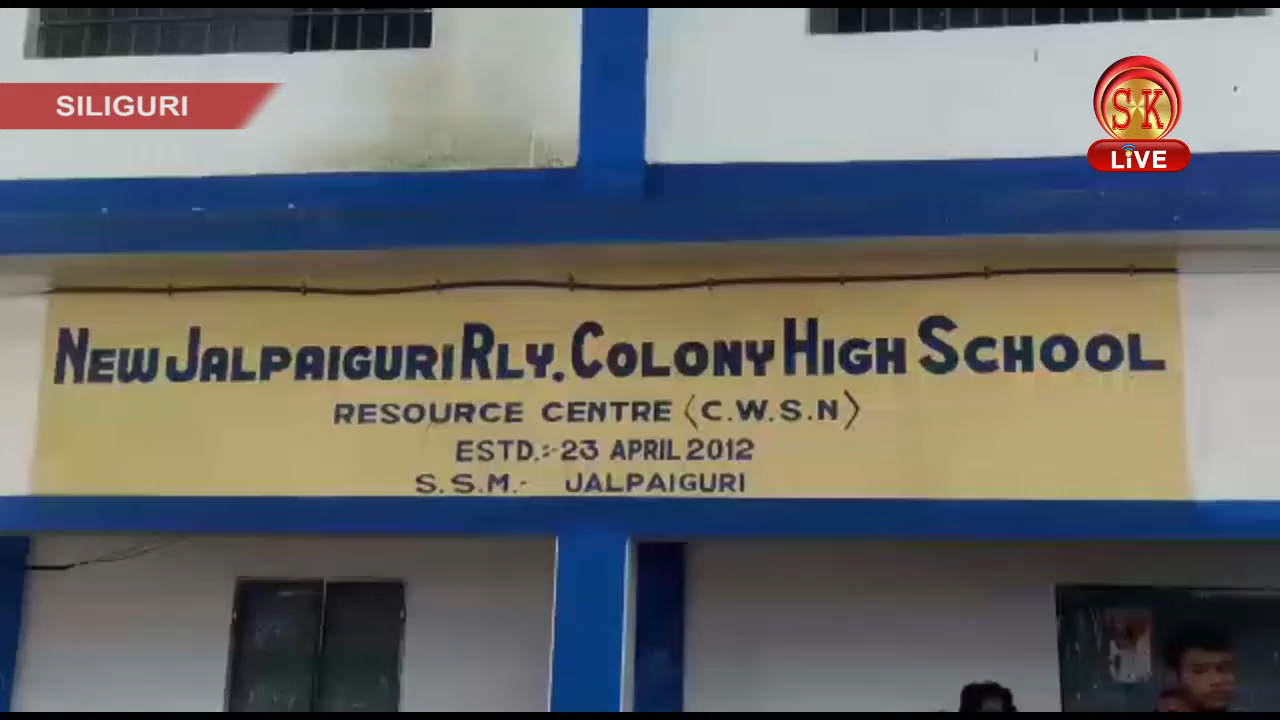 SILIGURI
SK
LiVE
NEW JALPAIGURI RLY. COLONY HIGH SCHOOL
RESOURCE CENTRE (C.W.S.N)
ESTD.:-23 APRIL 2012
S.S.M.- JALPAIGURI